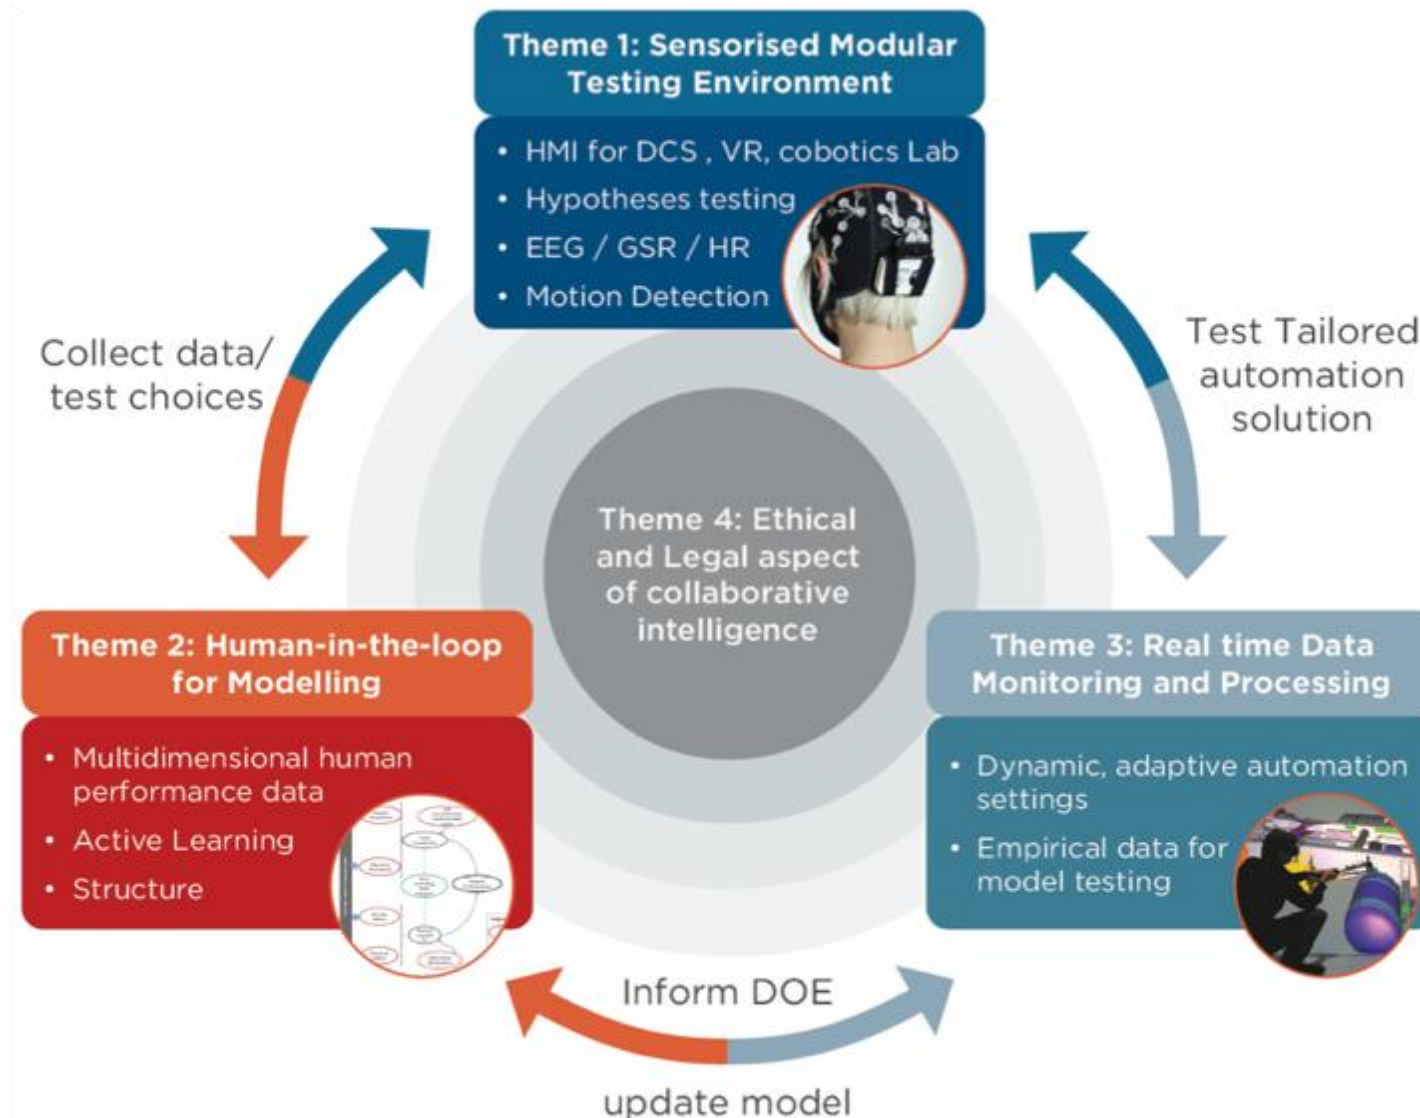 Theme 1: Sensorised Modular
Testing Environment
• HMI for DCS , VR, cobotics Lab
• Hypotheses testing
• EEG / GSR / HR
• Motion Detection
Collect data/
test choices
Test Tailored
automation
solution
Theme 4: Ethical
and Legal aspect
of collaborative
intelligence
Theme 2: Human-in-the-loop
for Modelling
• Multidimensional human
performance data
• Active Learning
• Structure
Theme 3: Real time Data
Monitoring and Processing
• Dynamic, adaptive automation
settings
• Empirical data for
model testing
Inform DOE
update model